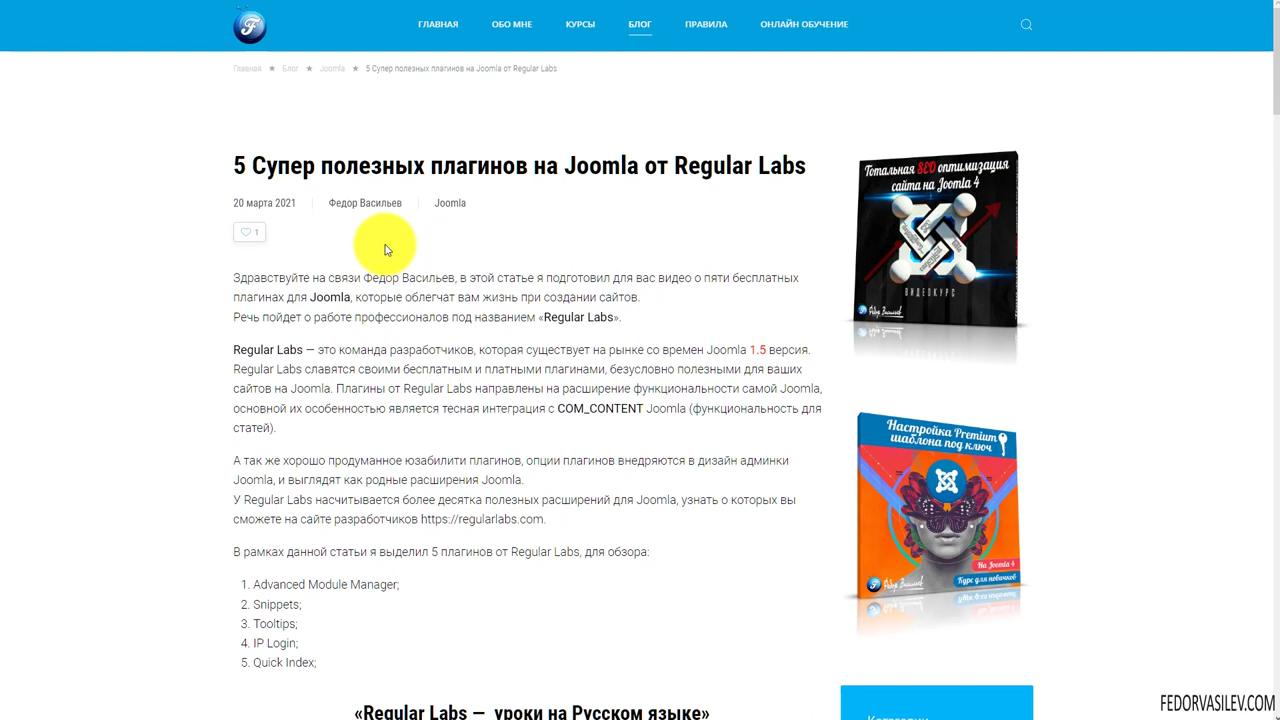 ГЛАВНАЯ ОБО МНЕ КУРСЫ БЛОГ ПРАВИЛА ОНЛАЙН ОБУЧЕНИЕ
Главная ★ Блог ★ Joomla ★ 5 Супер полезных плагинов на Joomla от Regular Labs
5 Супер полезных плагинов на Joomla от Regular Labs
20 марта 2021 Федор Васильев Joomla
1
Здравствуйте на связи Федор Васильев, в этой статье я подготовил для вас видео о пяти бесплатных
плагинах для Joomla, которые облегчат вам жизнь при создании сайтов.
Речь пойдет о работе профессионалов под названием «Regular Labs».
Regular Labs — это команда разработчиков, которая существует на рынке со времен Joomla 1.5 версия.
Regular Labs славятся своими бесплатным и платными плагинами, безусловно полезными для ваших
сайтов на Joomla. Плагины от Regular Labs направлены на расширение функциональности самой Joomla,
основной их особенностью является тесная интеграция с COM_CONTENT Joomla (функциональность для
статей).
А так же хорошо продуманное юзабилити плагинов, опции плагинов внедряются в дизайн админки
Joomla, и выглядят как родные расширения Joomla.
У Regular Labs насчитывается более десятка полезных расширений для Joomla, узнать о которых вы
сможете на сайте разработчиков https://regularlabs.com.
В рамках данной статьи я выделил 5 плагинов от Regular Labs, для обзора:
1. Advanced Module Manager;
2. Snippets;
3. Tooltips;
4. IP Login;
5. Quick Index;
«Regular Labs — уроки на Русском языке»
Тотальная SEO оптимизация
сайта на Joomla 4
ВИДЕОКУРС
Федор Васильев
Настройка Premium
шаблона под ключ
На Joomla 4
Курс для новичков
Федор Васильев
Категории
FEDORVASILEV.COM